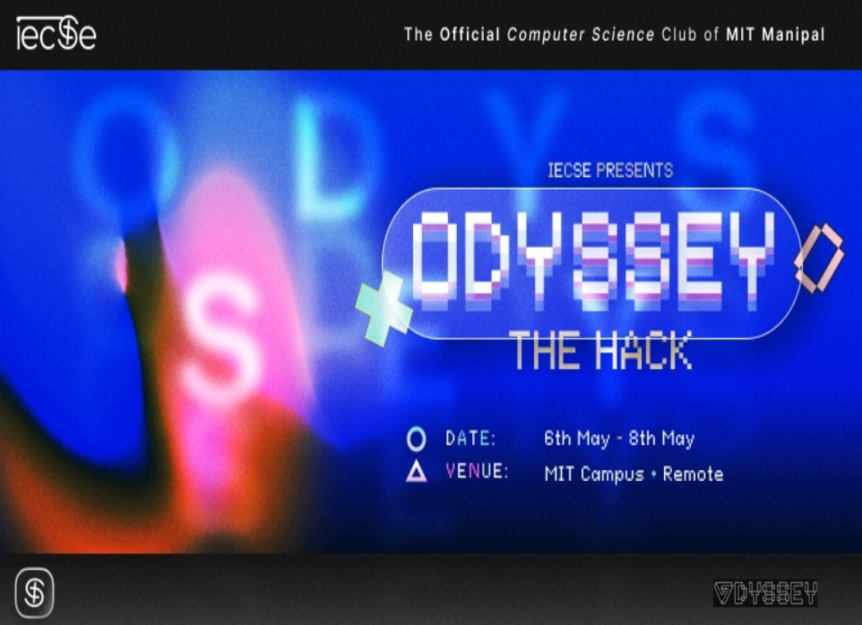 iecse
The Official Computer Science Club of MIT Manipal
O D Y S
S
IECSE PRESENTS
ODYSSEY
THE HACK
DATE: 6th May - 8th May
VENUE: MIT Campus • Remote
ODYSSEY